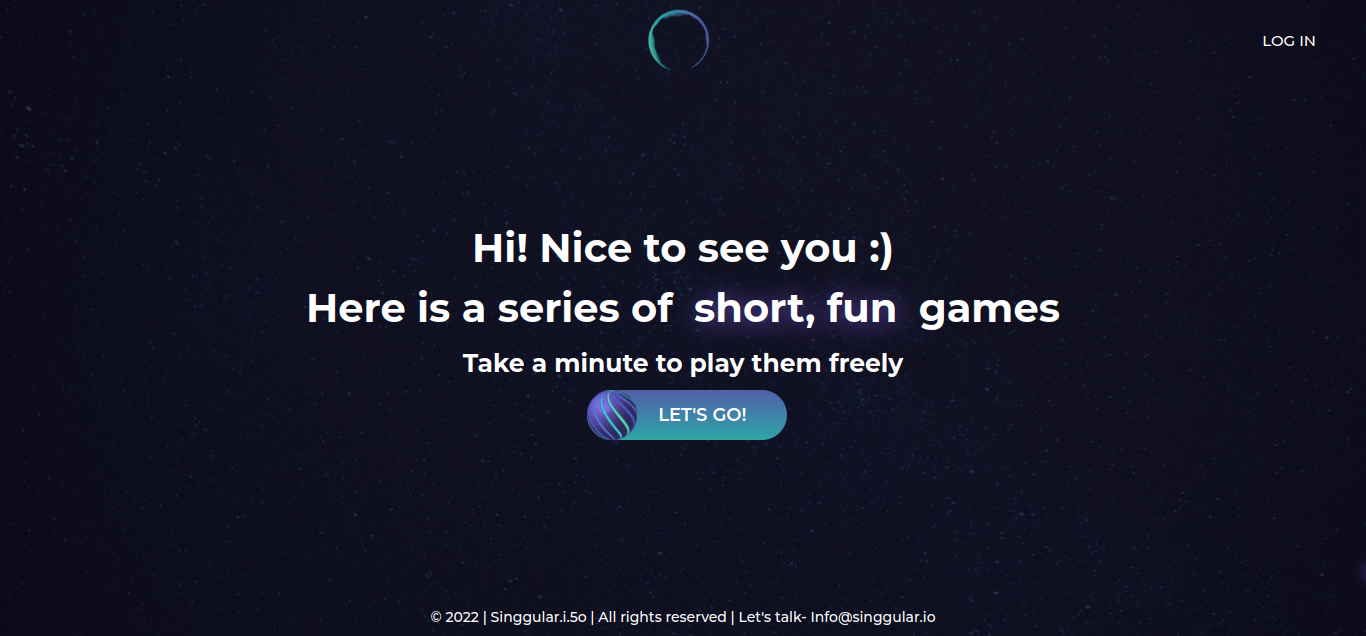 LOG IN
Hi! Nice to see you :)
Here is a series of short, fun games
Take a minute to play them freely
LET'S GO!
© 2022 | Singgular.i.5o | All rights reserved | Let's talk- Info@singgular.io